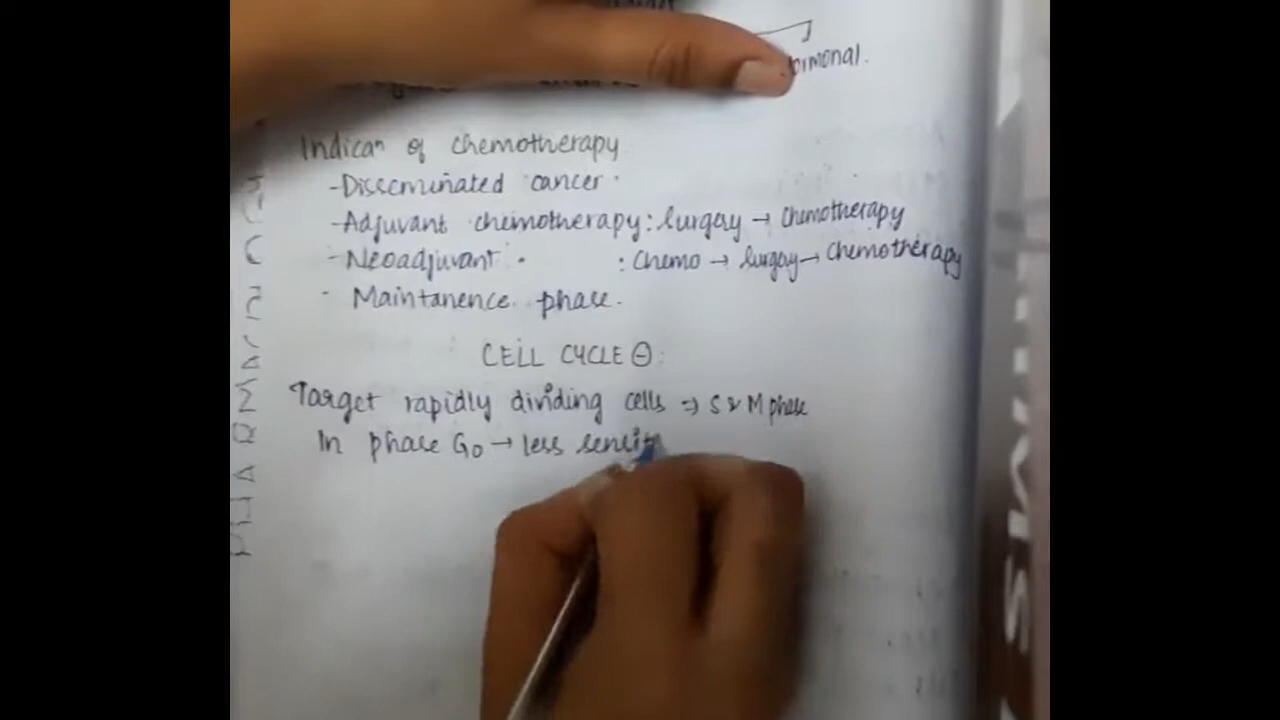 Indican of chemotherapy
-Disseminated cancer
-Adjuvant chemotherapy: Surgery → Chemotherapy
-Neoadjuvant : Chemo → Surgery → Chemotherapy
- Maintanence phase.
CELL CYCLE ⊖:
Target rapidly dividing cells ⇒ S & M phase
In phase G0 → less sensit